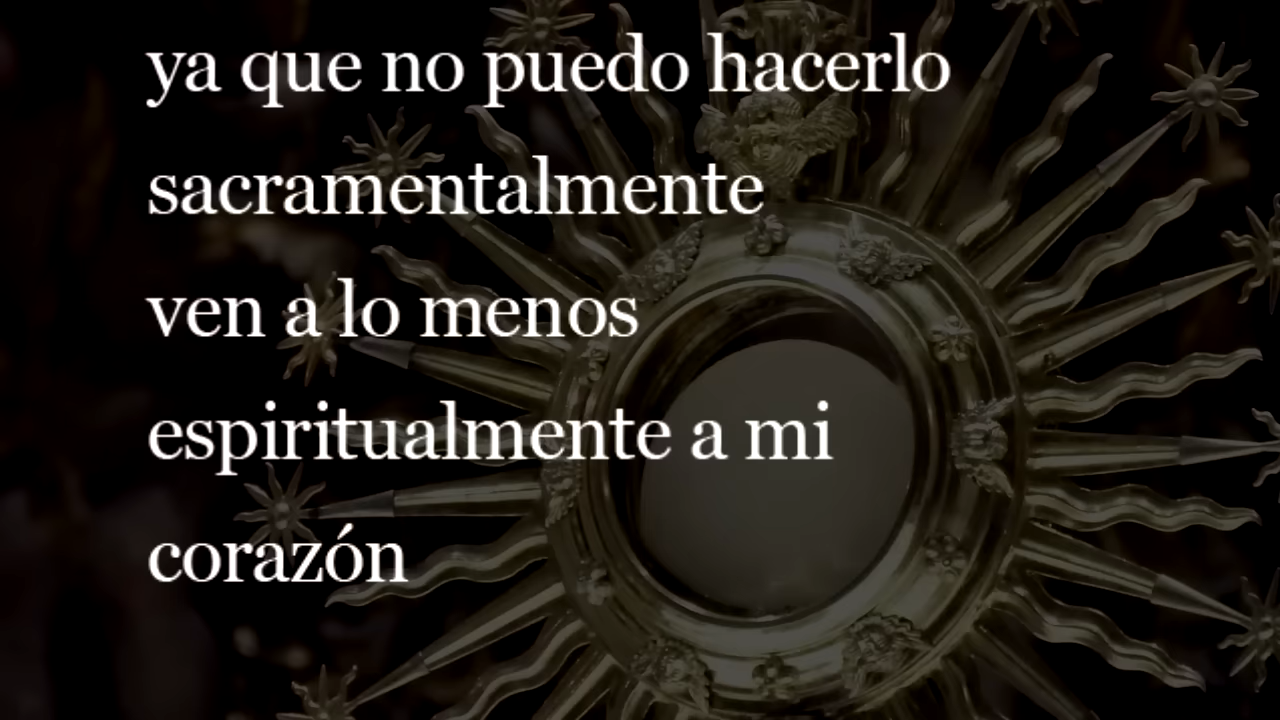 ya que no puedo hacerlo
sacramentalmente
ven a lo menos
espiritualmente a mi
corazón